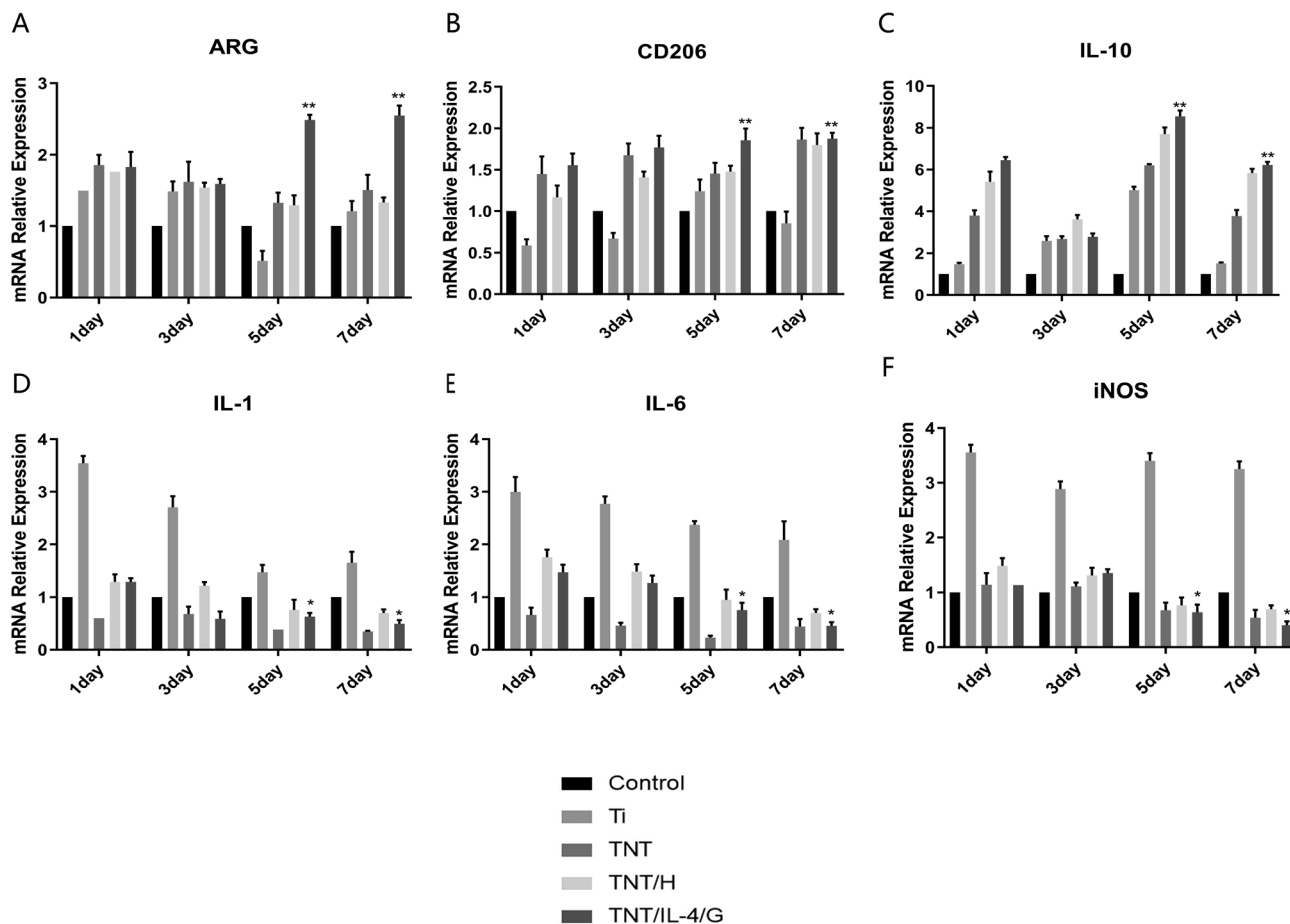 A
ARG
mRNA Relative Expression
3
2
1
0
1day
3day
5day
7day
**
**
B
CD206
mRNA Relative Expression
2.5
2.0
1.5
1.0
0.5
0.0
1day
3day
5day
7day
**
**
C
IL-10
mRNA Relative Expression
10
8
6
4
2
0
1day
3day
5day
7day
**
**
D
IL-1
mRNA Relative Expression
4
3
2
1
0
1day
3day
5day
7day
*
*
E
IL-6
mRNA Relative Expression
4
3
2
1
0
1day
3day
5day
7day
*
*
F
iNOS
mRNA Relative Expression
4
3
2
1
0
1day
3day
5day
7day
*
*
Control
Ti
TNT
TNT/H
TNT/IL-4/G